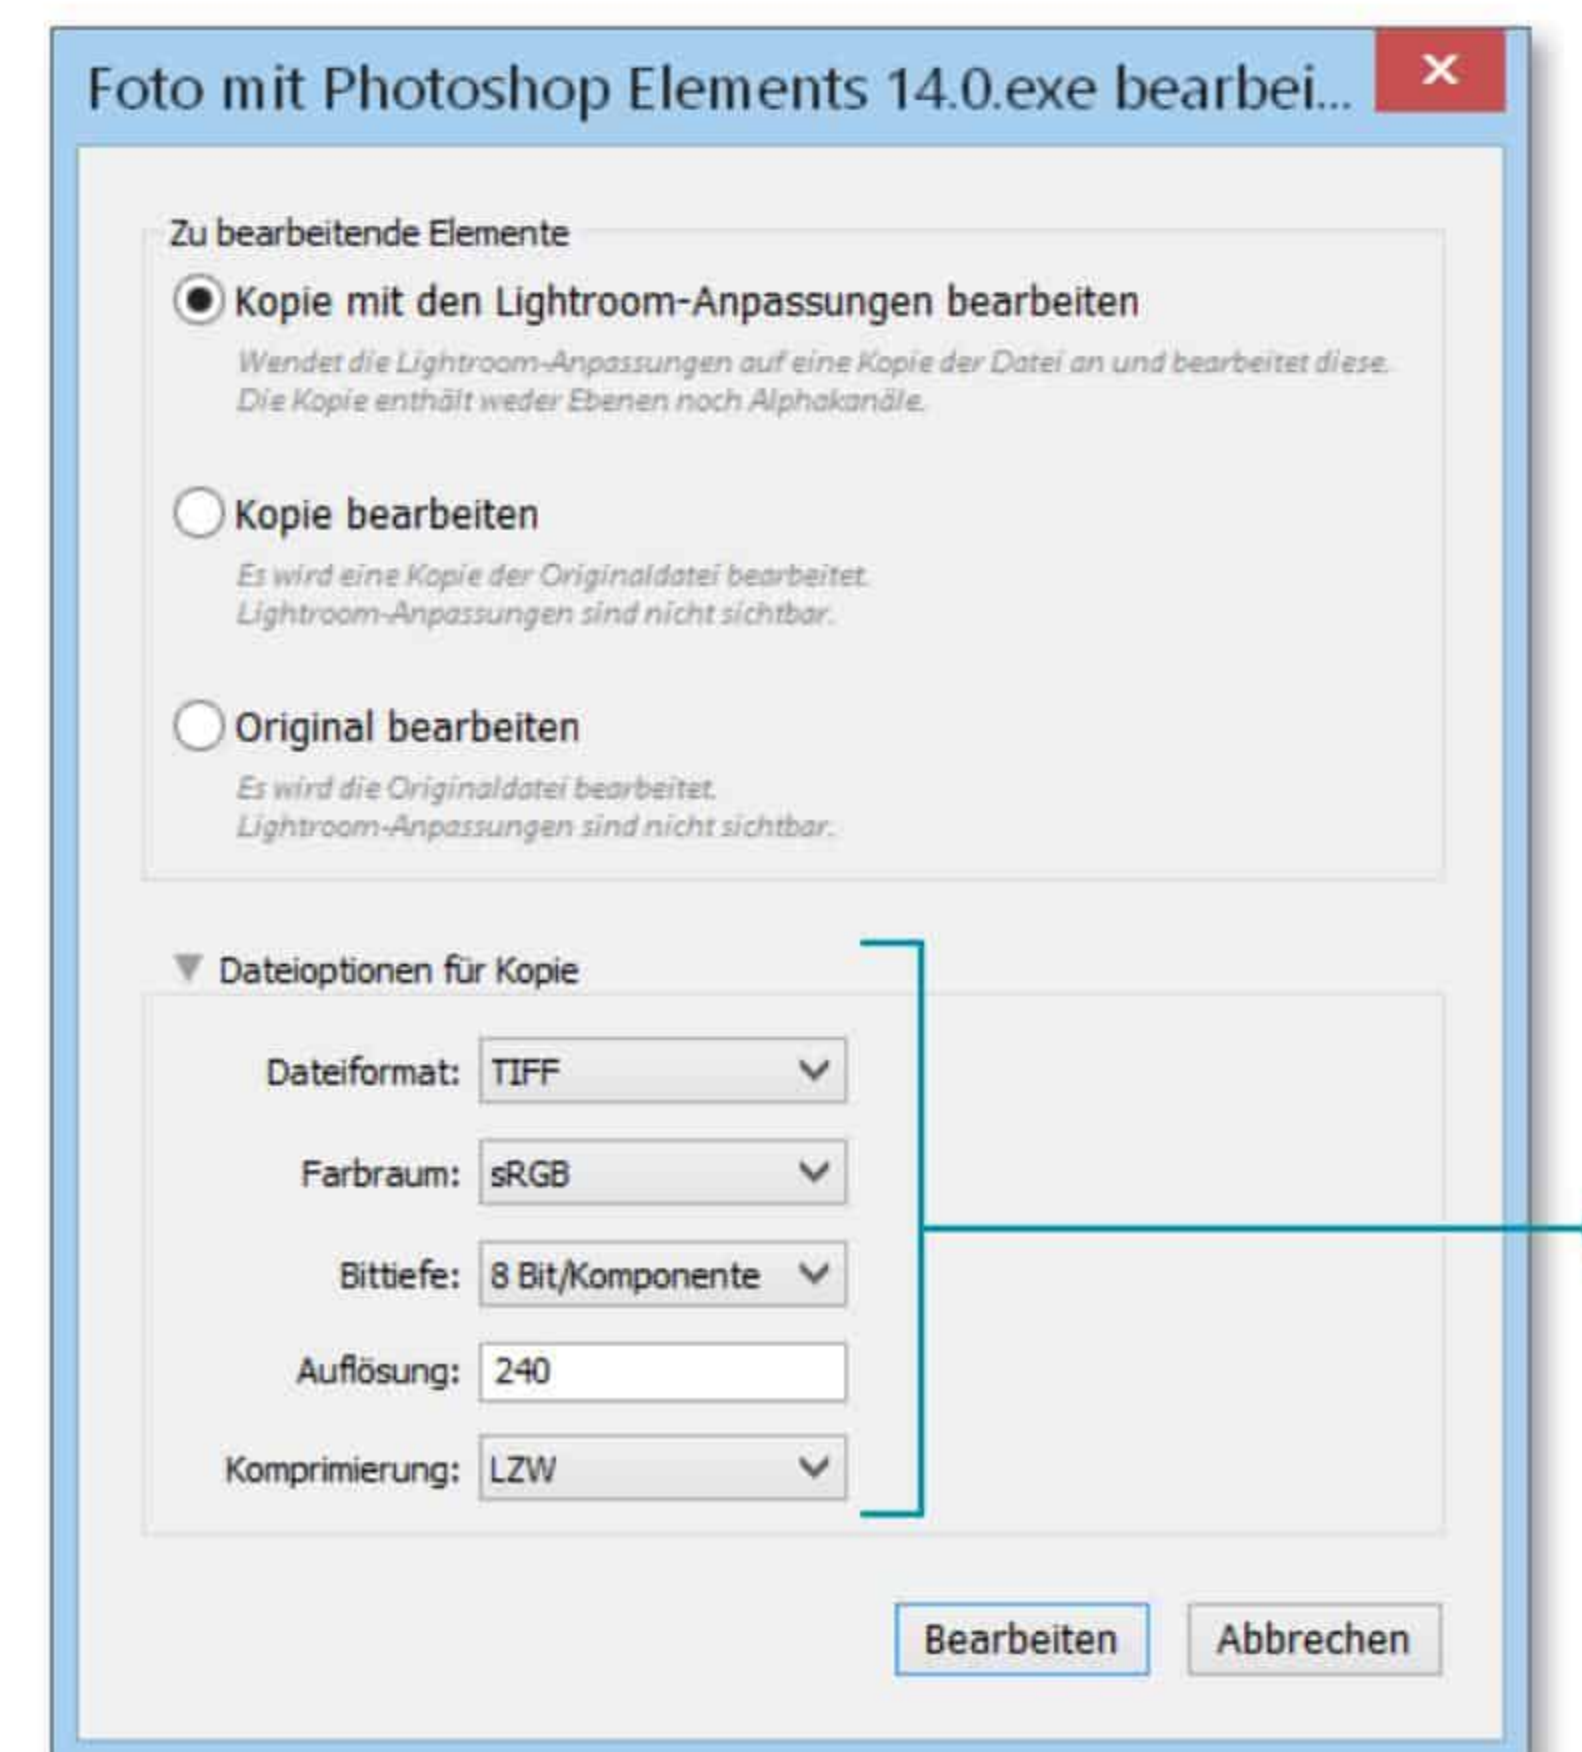 Foto mit Photoshop Elements 14.0.exe bearbei...
Zu bearbeitende Elemente
Kopie mit den Lightroom-Anpassungen bearbeiten
Wendet die Lightroom-Anpassungen auf eine Kopie der Datei an und bearbeitet diese.
Die Kopie enthält weder Ebenen noch Alphakanäle.
Kopie bearbeiten
Es wird eine Kopie der Originaldatei bearbeitet.
Lightroom-Anpassungen sind nicht sichtbar.
Original bearbeiten
Es wird die Originaldatei bearbeitet.
Lightroom-Anpassungen sind nicht sichtbar.
Dateioptionen für Kopie
Dateiformat: TIFF
Farbraum: sRGB
Bittiefe: 8 Bit/Komponente
Auflösung: 240
Komprimierung: LZW
Bearbeiten Abbrechen